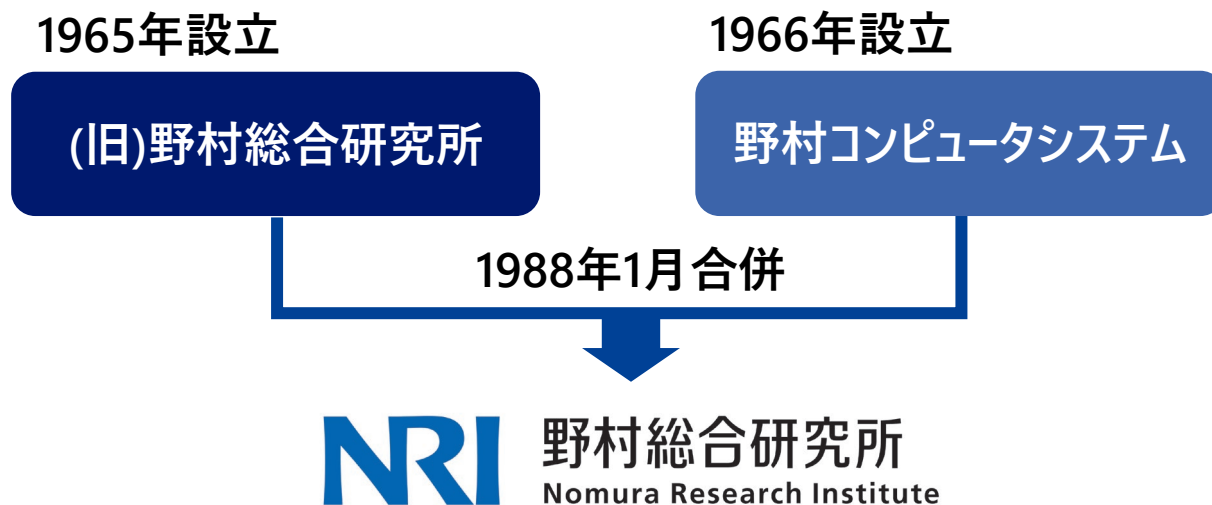 1965年設立
1966年設立
(旧)野村総合研究所
野村コンピュータシステム
1988年1月合併
NRI
野村総合研究所
Nomura Research Institute